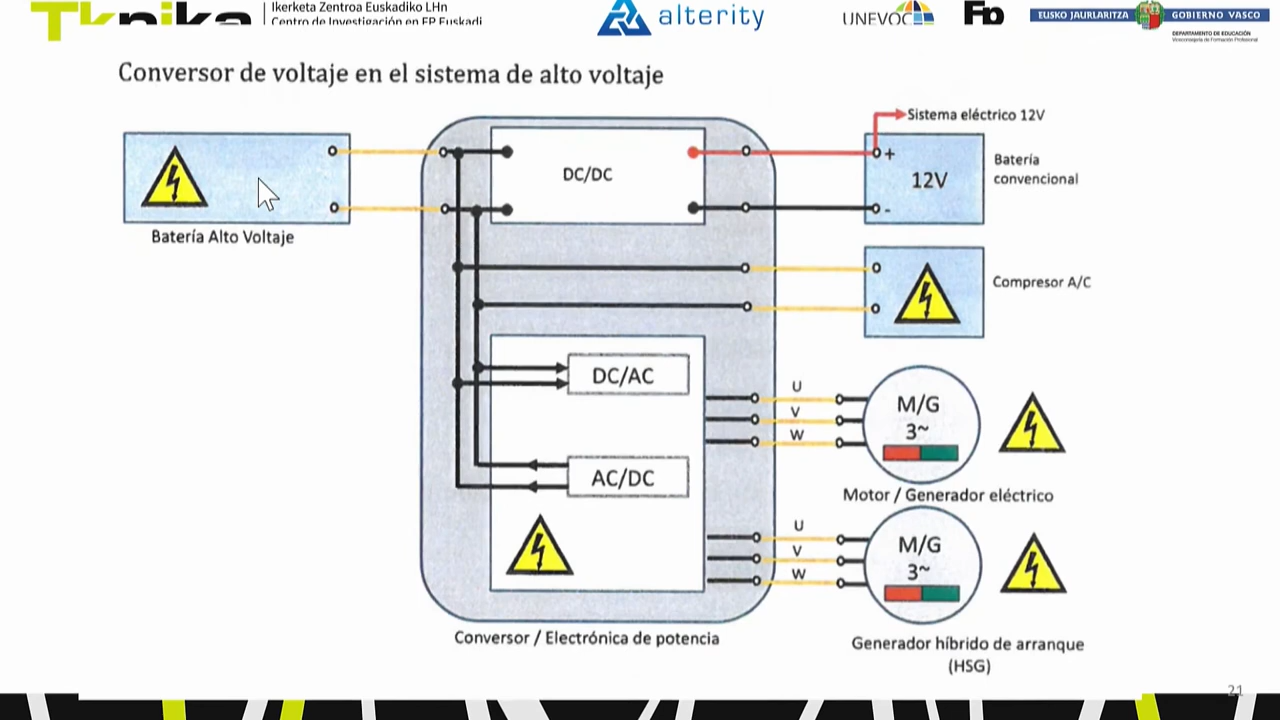 Tknika
Ikerketa Zentroa Euskadiko LHn
Centro de Investigación en FP Euskadi
alterity
UNEVOC
Fp
EUSKO JAURLARITZA
GOBIERNO VASCO
DEPARTAMENTO DE EDUCACIÓN
Viceconsejería de Formación Profesional
Conversor de voltaje en el sistema de alto voltaje
Sistema eléctrico 12V
DC/DC
+
12V
-
Batería
convencional
Batería Alto Voltaje
Compresor A/C
DC/AC
U
V
W
M/G
3~
AC/DC
Motor / Generador eléctrico
U
V
W
M/G
3~
Conversor / Electrónica de potencia
Generador híbrido de arranque
(HSG)
21